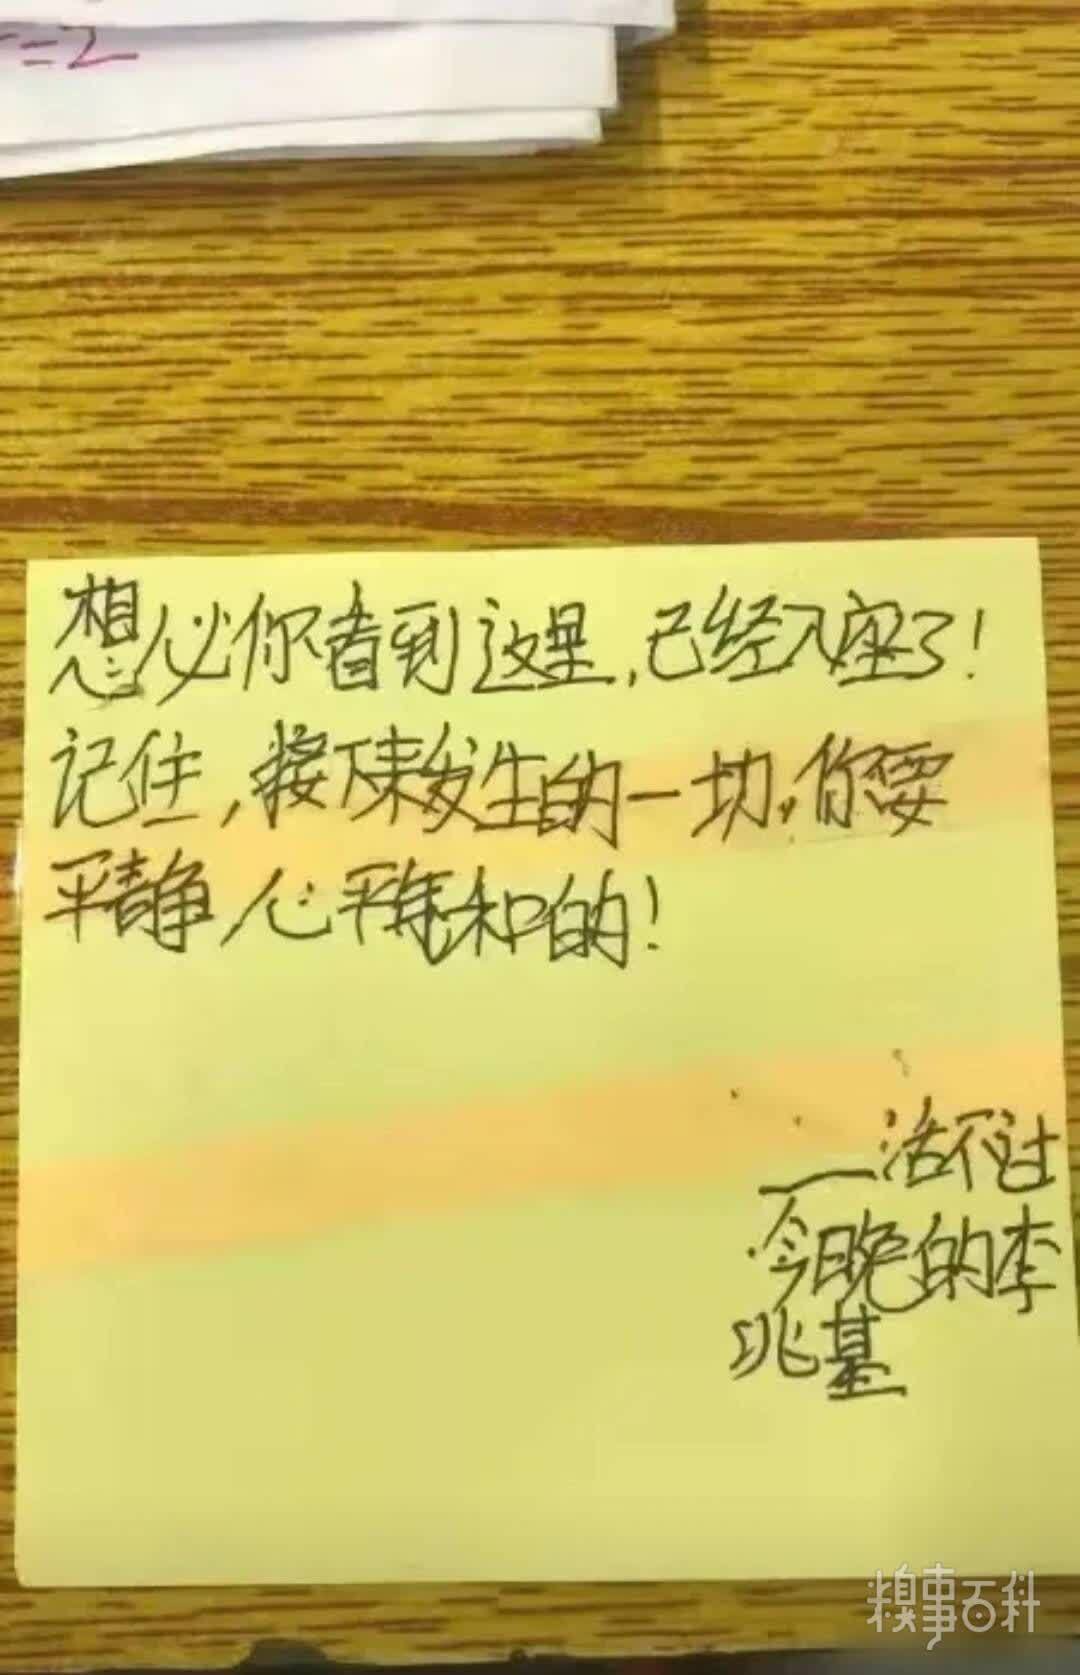 =2
想必你看到这里，已经入座了！
记住，接下来发生的一切，你要
平静，心平气和的！
——活不过
今晚的李
兆基
糗事百科